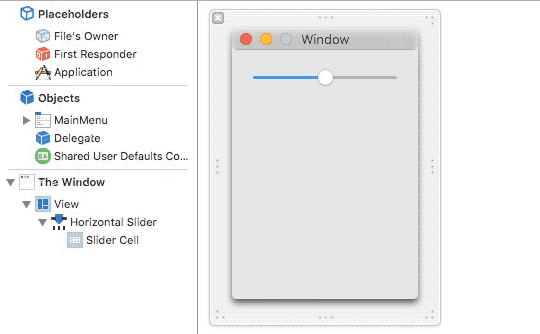 Placeholders
File's Owner
First Responder
Application
Objects
MainMenu
Delegate
Shared User Defaults Co...
The Window
View
Horizontal Slider
Slider Cell
Window